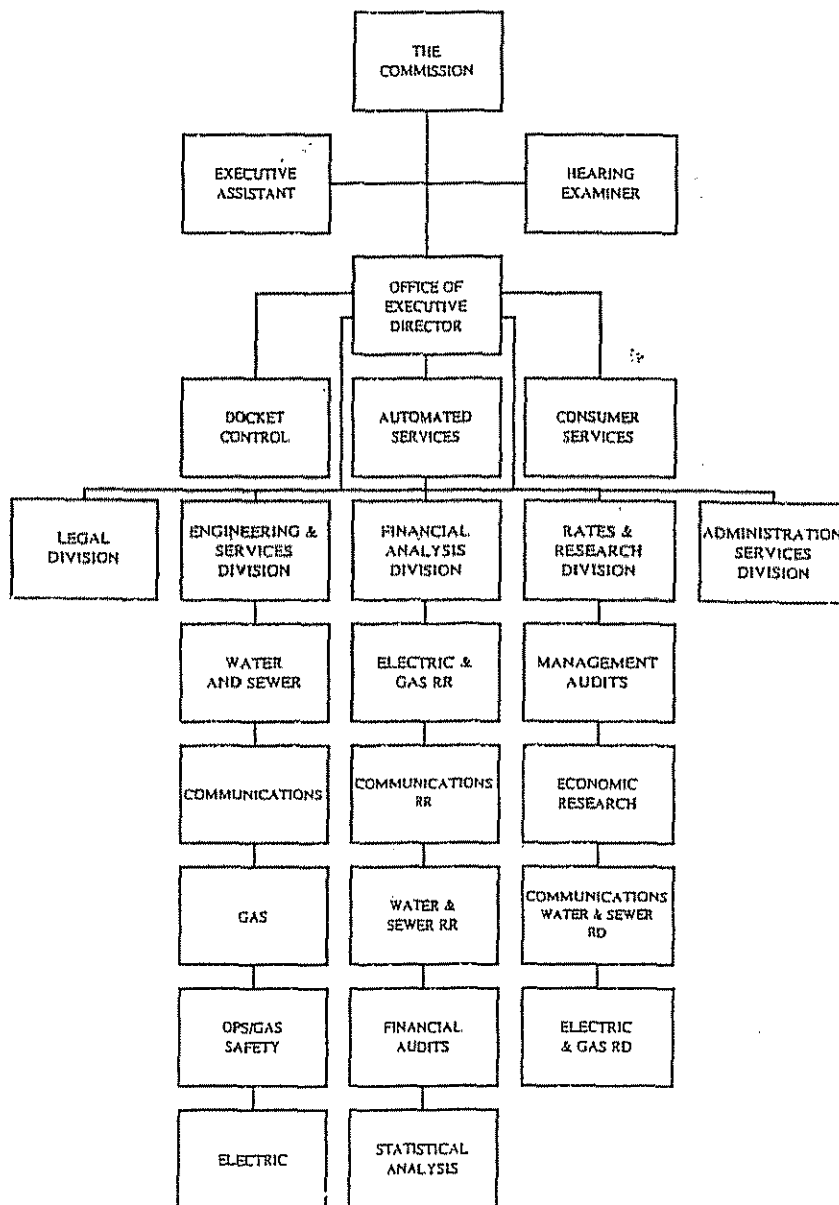 THE
COMMISSION
EXECUTIVE
ASSISTANT
HEARING
EXAMINER
OFFICE OF
EXECUTIVE
DIRECTOR
DOCKET
CONTROL
AUTOMATED
SERVICES
CONSUMER
SERVICES
LEGAL
DIVISION
ENGINEERING &
SERVICES
DIVISION
FINANCIAL
ANALYSIS
DIVISION
RATES &
RESEARCH
DIVISION
ADMINISTRATION
SERVICES
DIVISION
WATER
AND SEWER
ELECTRIC &
GAS RR
MANAGEMENT
AUDITS
COMMUNICATIONS
COMMUNICATIONS
RR
ECONOMIC
RESEARCH
GAS
WATER &
SEWER RR
COMMUNICATIONS
WATER & SEWER
RD
OPS/GAS
SAFETY
FINANCIAL
AUDITS
ELECTRIC
& GAS RD
ELECTRIC
STATISTICAL
ANALYSIS